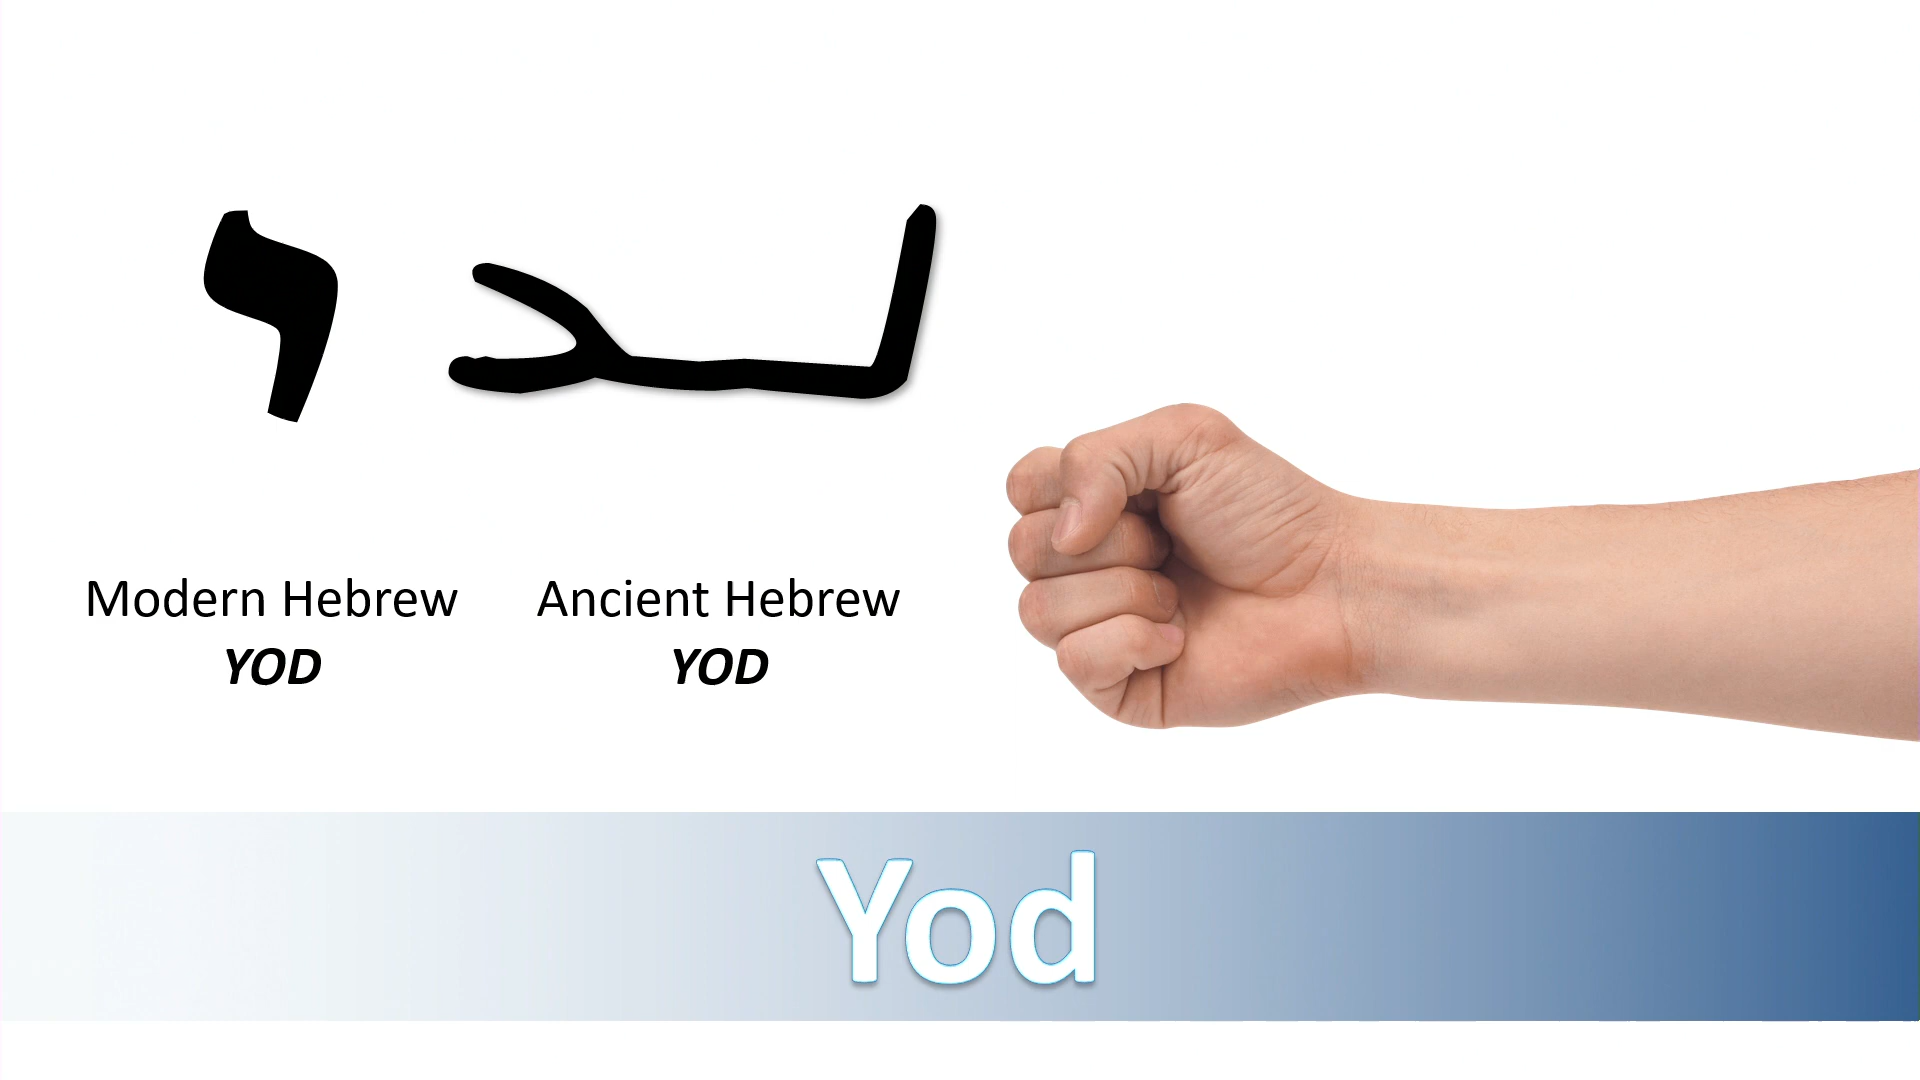 י
Modern Hebrew
YOD
Ancient Hebrew
YOD
Yod